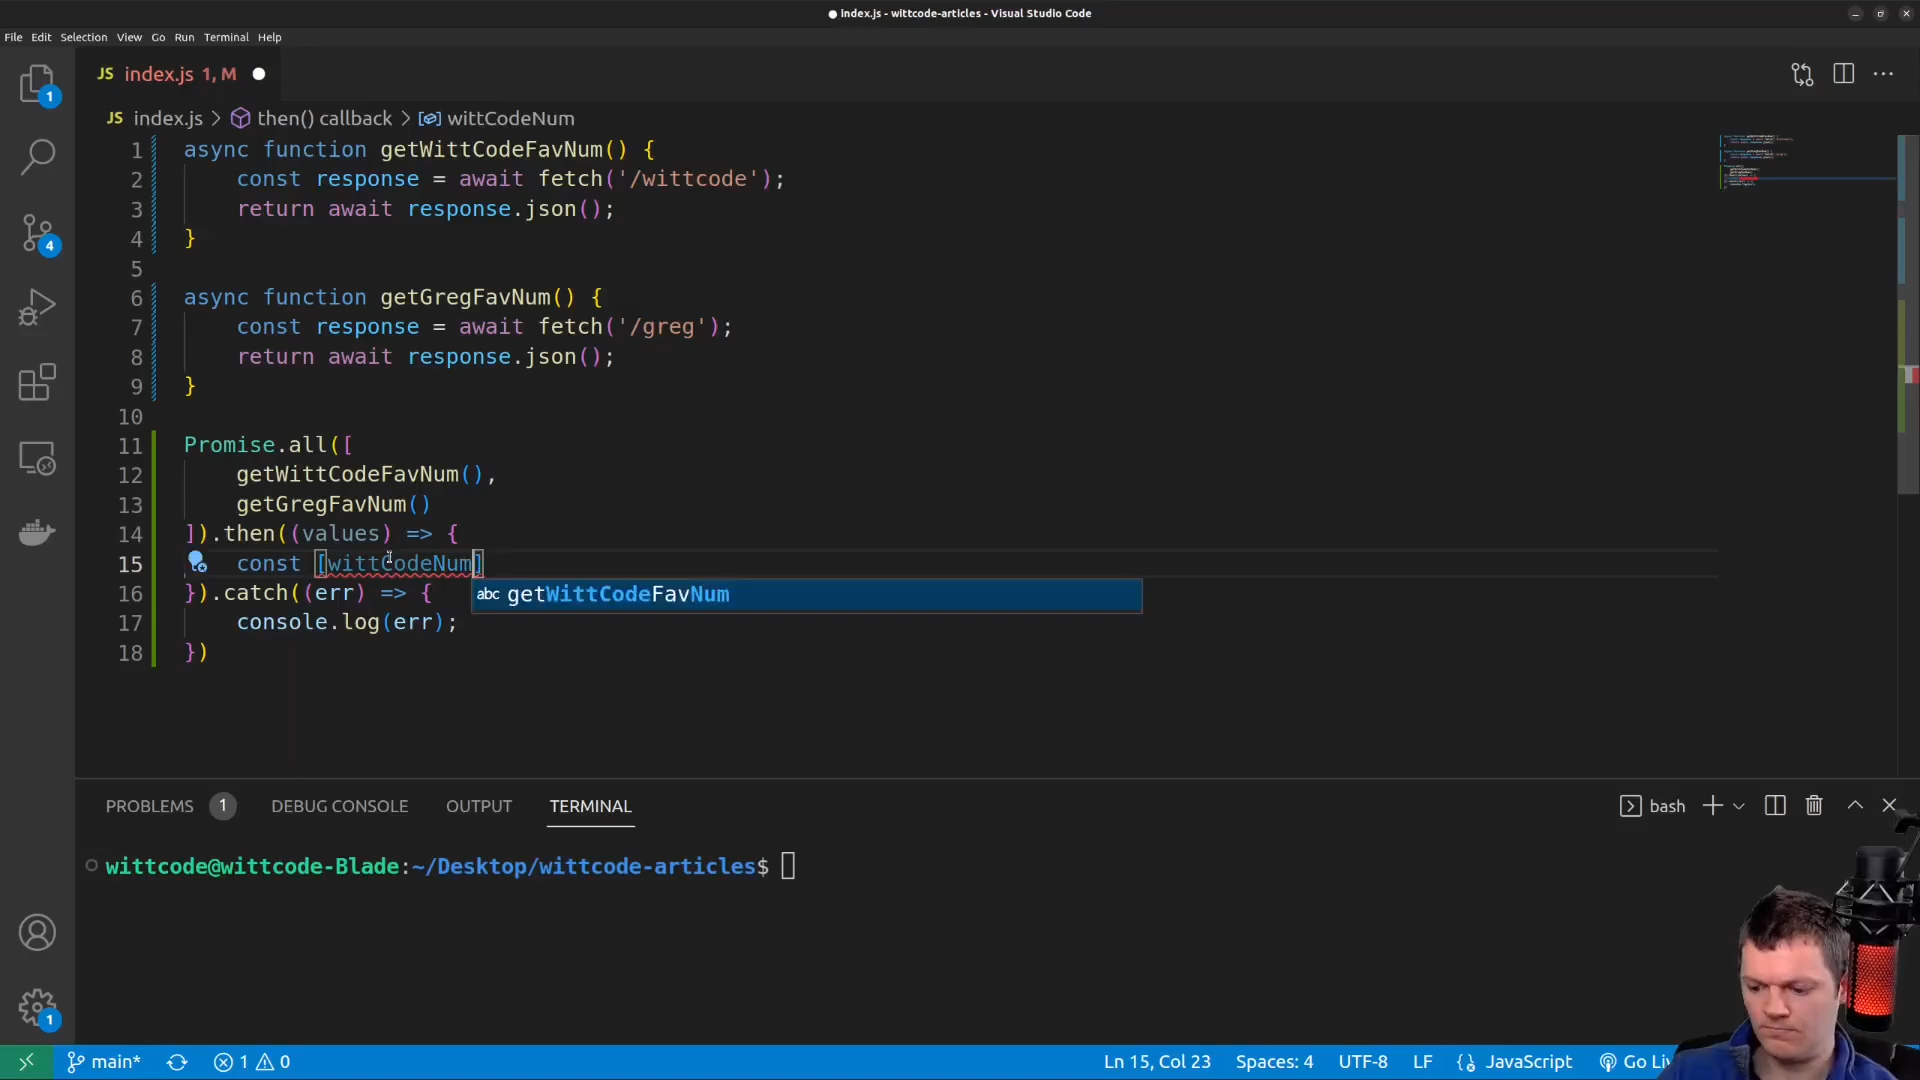 index.js - wittcode-articles - Visual Studio Code
File Edit Selection View Go Run Terminal Help
JS index.js 1, M
JS index.js > then() callback > wittCodeNum
1 async function getWittCodeFavNum() {
2 const response = await fetch('/wittcode');
3 return await response.json();
4 }
5
6 async function getGregFavNum() {
7 const response = await fetch('/greg');
8 return await response.json();
9 }
10
11 Promise.all([
12 getWittCodeFavNum(),
13 getGregFavNum()
14 ]).then((values) => {
15 const [wittCodeNum]
16 }).catch((err) => {
abc getWittCodeFavNum
17 console.log(err);
18 })
1
4
1
PROBLEMS 1 DEBUG CONSOLE OUTPUT TERMINAL bash
wittcode@wittcode-Blade:~/Desktop/wittcode-articles$
main* 1 0 Ln 15, Col 23 Spaces: 4 UTF-8 LF {} JavaScript Go